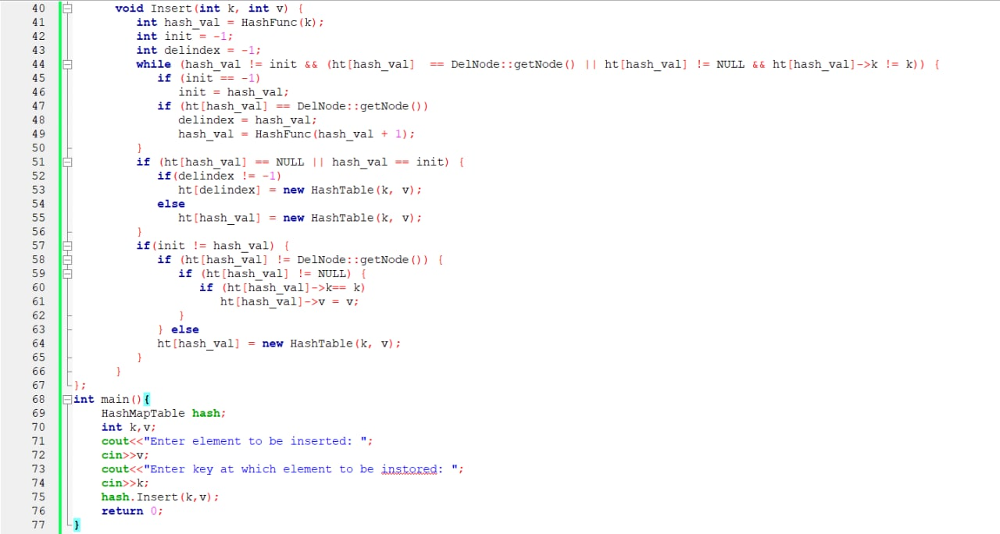 40 void Insert(int k, int v) {
41 int hash_val = HashFunc(k);
42 int init = -1;
43 int delindex = -1;
44 while (hash_val != init && (ht[hash_val]  == DelNode::getNode() || ht[hash_val] != NULL && ht[hash_val]->k != k)) {
45 if (init == -1)
46 init = hash_val;
47 if (ht[hash_val] == DelNode::getNode())
48 delindex = hash_val;
49 hash_val = HashFunc(hash_val + 1);
50 }
51 if (ht[hash_val] == NULL || hash_val == init) {
52 if(delindex != -1)
53 ht[delindex] = new HashTable(k, v);
54 else
55 ht[hash_val] = new HashTable(k, v);
56 }
57 if(init != hash_val) {
58 if (ht[hash_val] != DelNode::getNode()) {
59 if (ht[hash_val] != NULL) {
60 if (ht[hash_val]->k== k)
61 ht[hash_val]->v = v;
62 }
63 } else
64 ht[hash_val] = new HashTable(k, v);
65 }
66 }
67 };
68 int main(){
69 HashMapTable hash;
70 int k,v;
71 cout<<"Enter element to be inserted: ";
72 cin>>v;
73 cout<<"Enter key at which element to be instored: ";
74 cin>>k;
75 hash.Insert(k,v);
76 return 0;
77 }